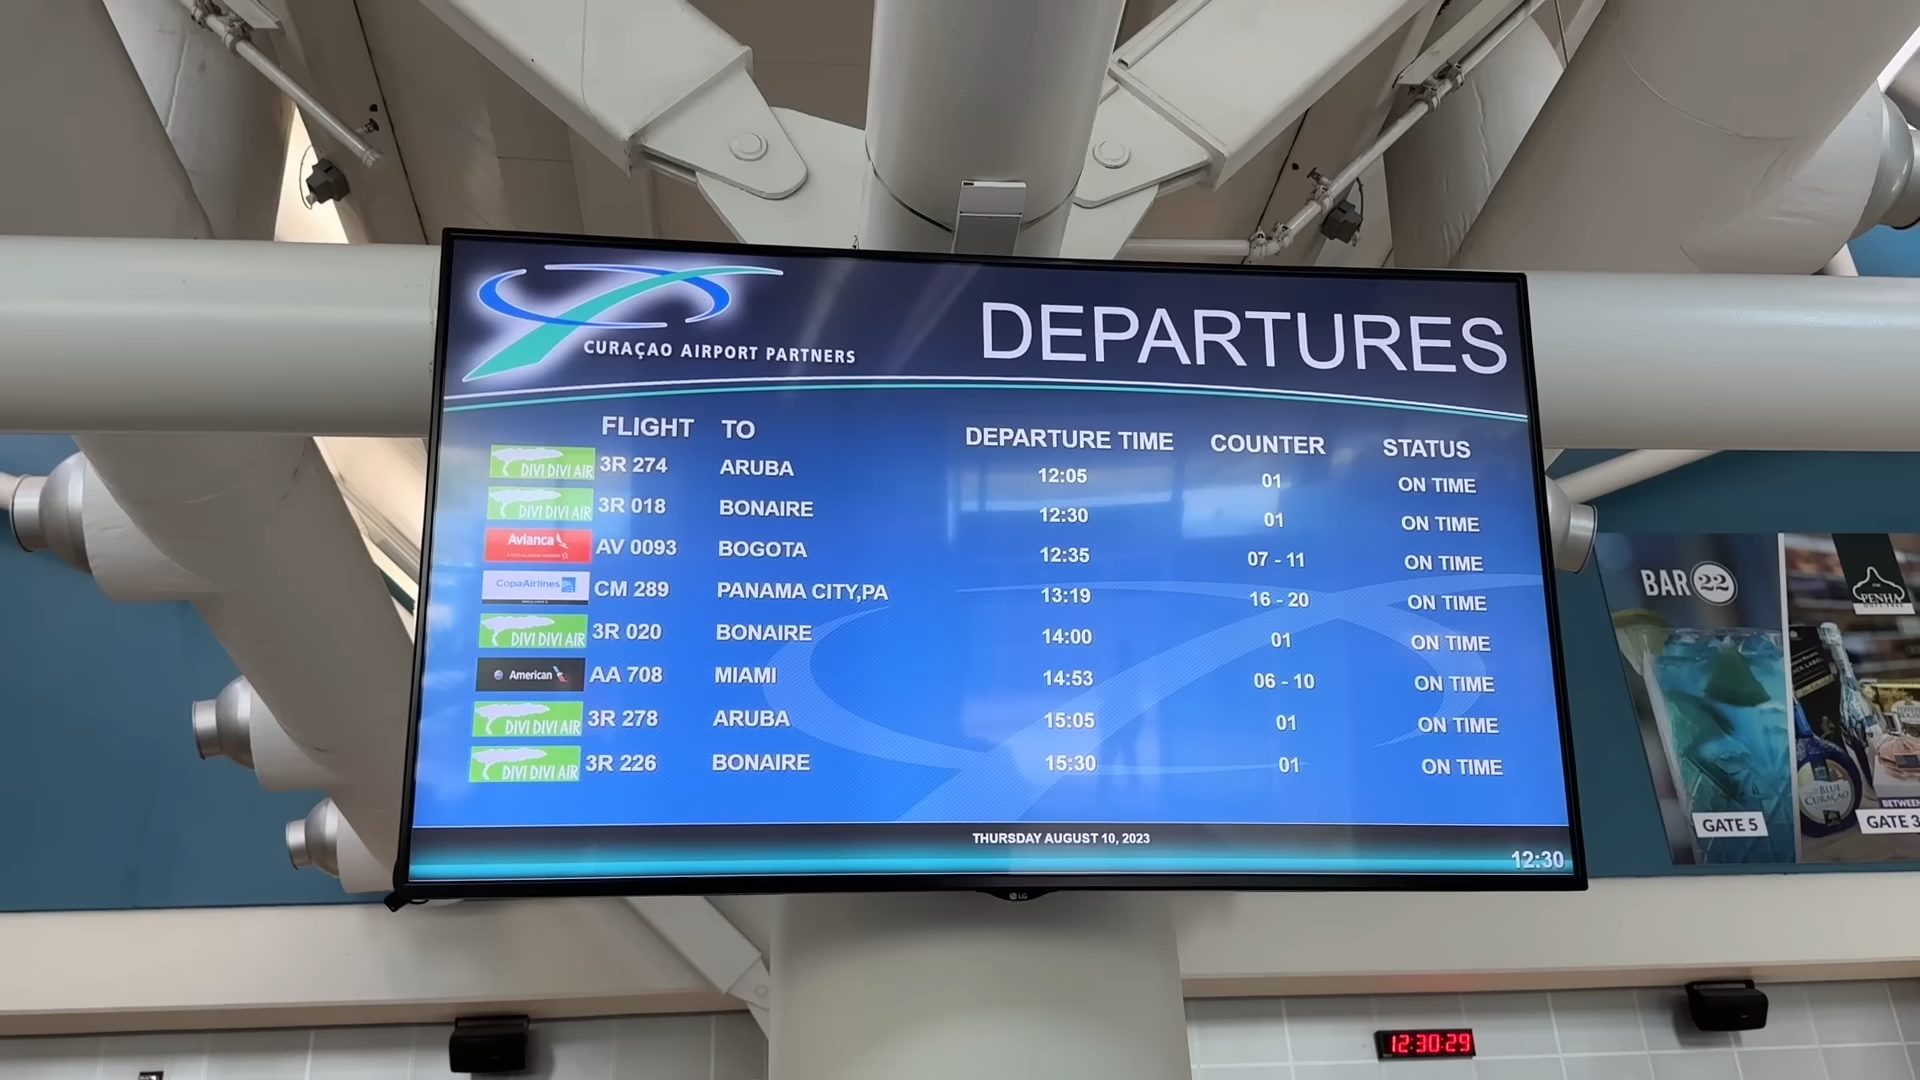 CURAÇAO AIRPORT PARTNERS
DEPARTURES
FLIGHT TO DEPARTURE TIME COUNTER STATUS
DIVI DIVI AIR 3R 274 ARUBA 12:05 01 ON TIME
DIVI DIVI AIR 3R 018 BONAIRE 12:30 01 ON TIME
Avianca AV 0093 BOGOTA 12:35 07 - 11 ON TIME
CopaAirlines CM 289 PANAMA CITY,PA 13:19 16 - 20 ON TIME
DIVI DIVI AIR 3R 020 BONAIRE 14:00 01 ON TIME
American AA 708 MIAMI 14:53 06 - 10 ON TIME
DIVI DIVI AIR 3R 278 ARUBA 15:05 01 ON TIME
DIVI DIVI AIR 3R 226 BONAIRE 15:30 01 ON TIME
THURSDAY AUGUST 10, 2023
12:30
LG
BAR 22
GATE 5
PENHA
BLUE
CURAÇAO
BETWEEN
GATE 3
12:30:29